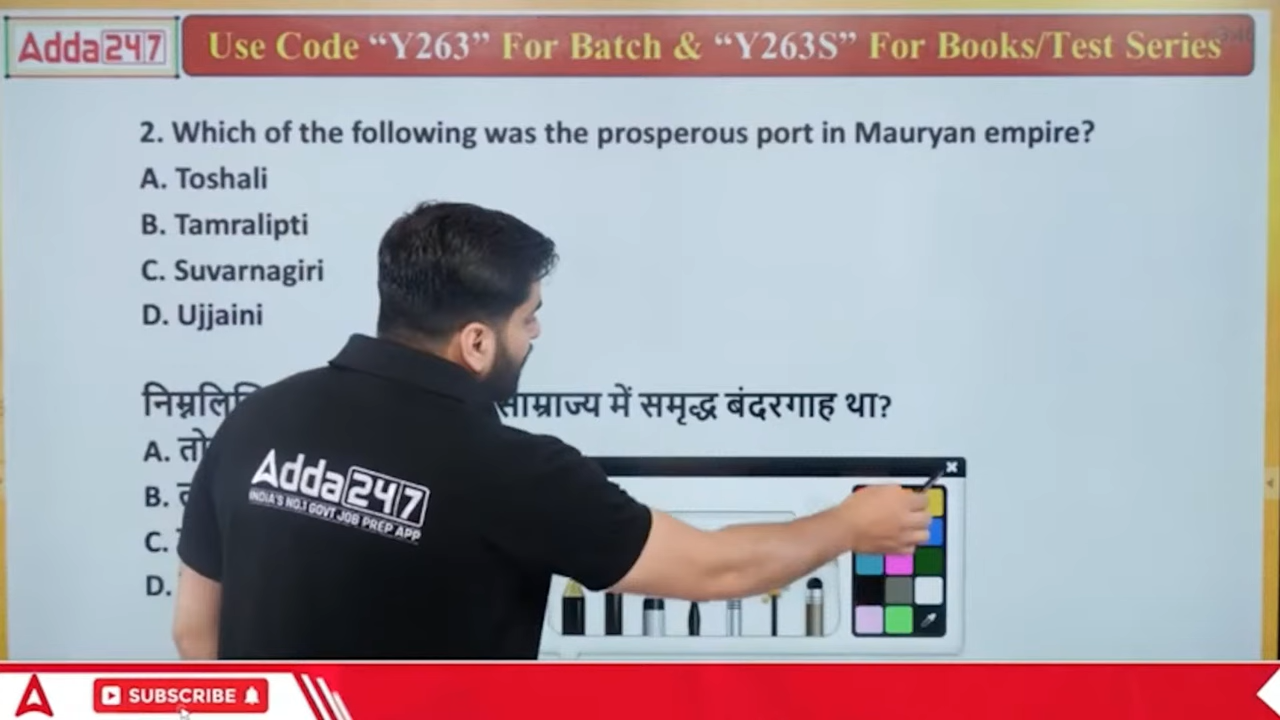 Adda247
Use Code “Y263” For Batch & “Y263S” For Books/Test Series
2. Which of the following was the prosperous port in Mauryan empire?
A. Toshali
B. Tamralipti
C. Suvarnagiri
D. Ujjaini
साम्राज्य में समृद्ध बंदरगाह था?
A.
B.
C.
D.
Adda247
INDIA'S NO.1 GOVT JOB PREP APP
SUBSCRIBE